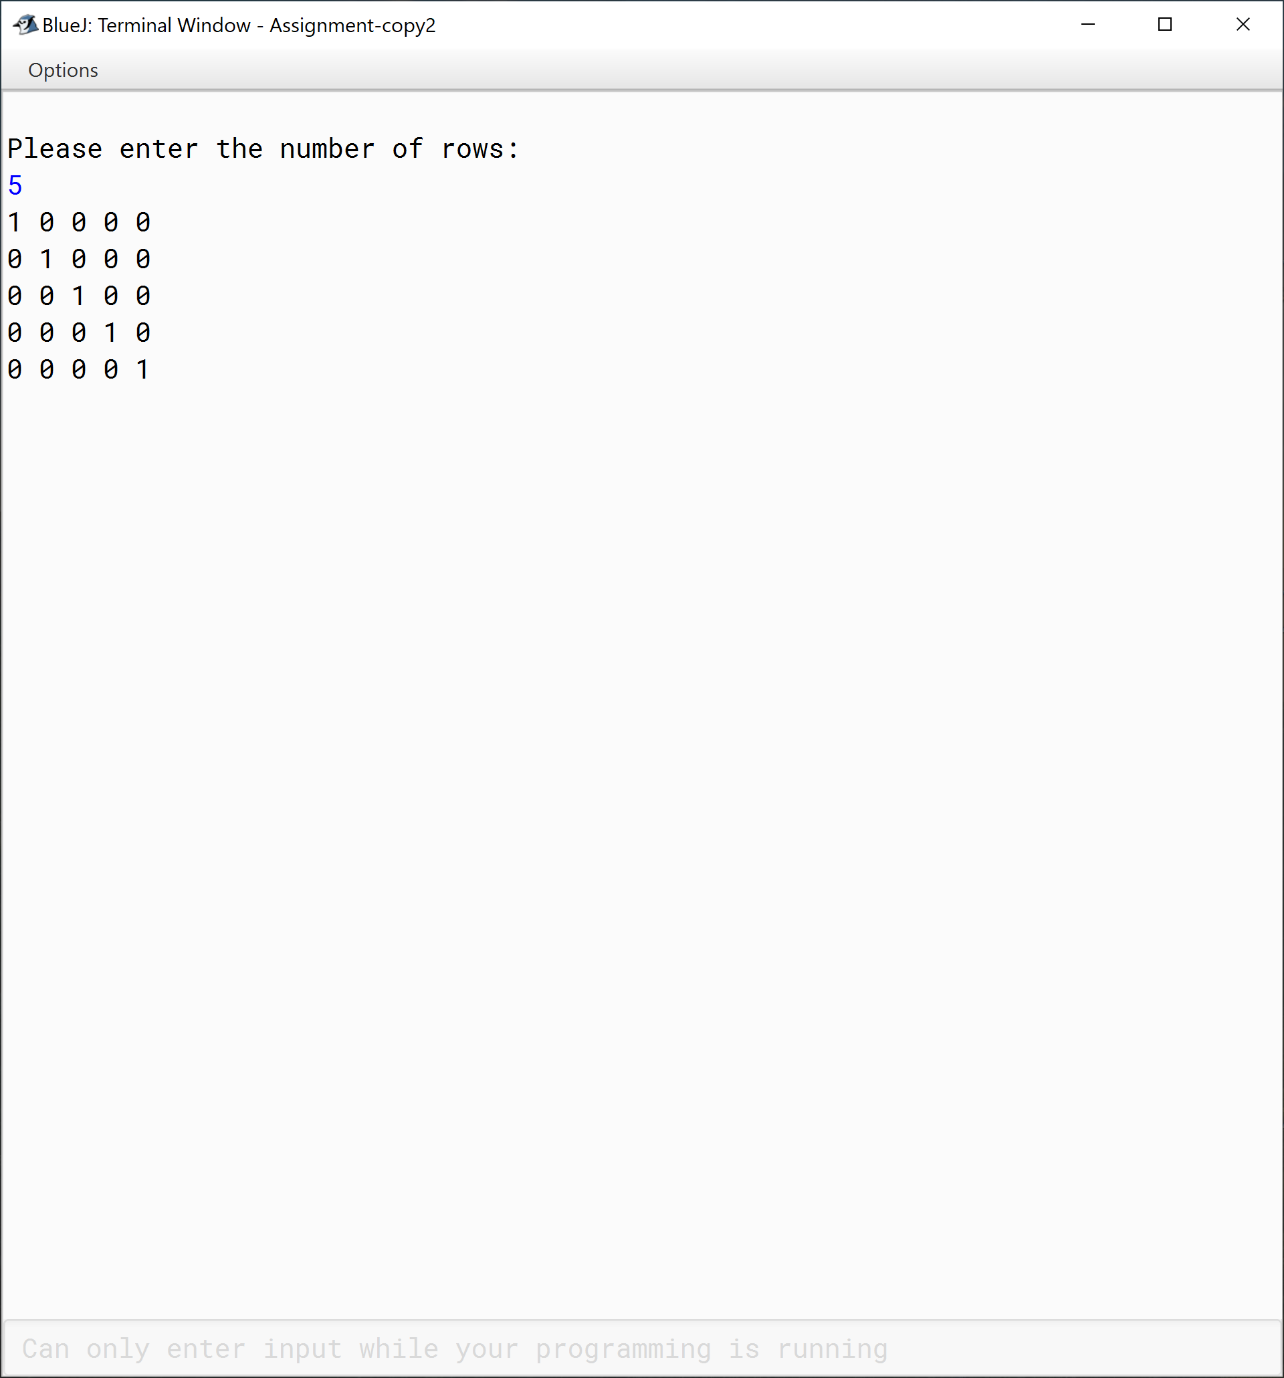 BlueJ: Terminal Window - Assignment-copy2
Options
Please enter the number of rows:
5
1 0 0 0 0
0 1 0 0 0
0 0 1 0 0
0 0 0 1 0
0 0 0 0 1
Can only enter input while your programming is running